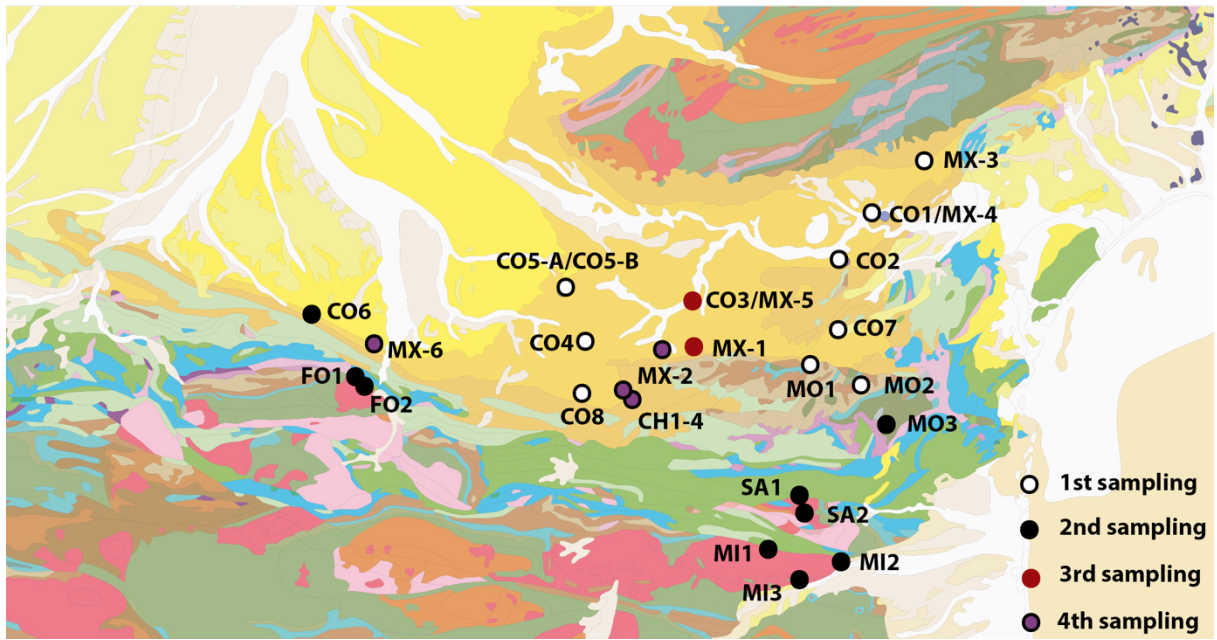 MX-3
CO1/MX-4
CO2
CO5-A/CO5-B
CO3/MX-5
CO6
CO7
CO4
MX-6
MX-1
FO1
MX-2
MO1
MO2
FO2
CO8
CH1-4
MO3
SA1
SA2
MI1
MI2
MI3
1st sampling
2nd sampling
3rd sampling
4th sampling